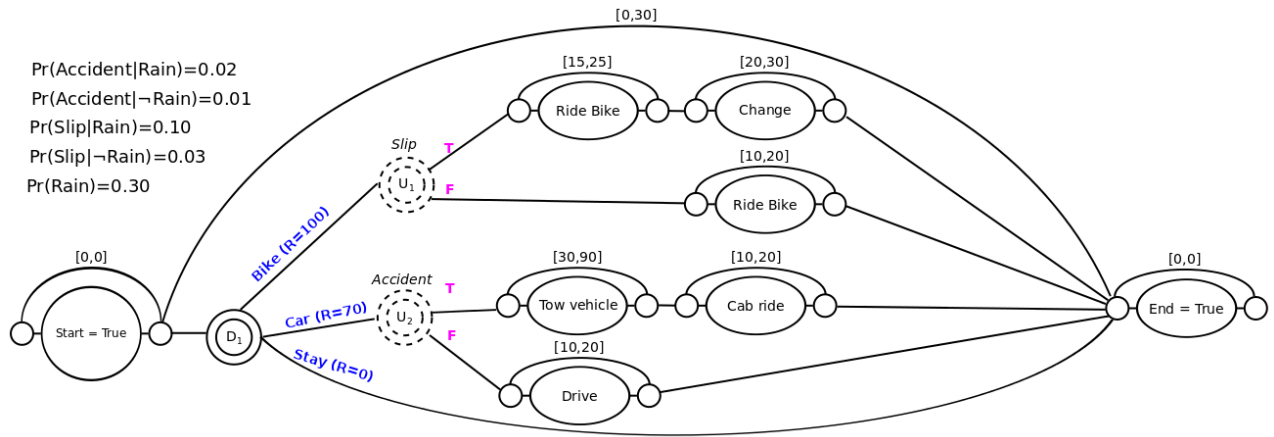 [0,30]
Pr(Accident|Rain)=0.02
Pr(Accident|¬Rain)=0.01
Pr(Slip|Rain)=0.10
Pr(Slip|¬Rain)=0.03
Pr(Rain)=0.30
[15,25]
Ride Bike
[20,30]
Change
Slip
U1
T
F
[10,20]
Ride Bike
Bike (R=100)
[0,0]
Start = True
D1
Car (R=70)
Stay (R=0)
Accident
U2
T
F
[30,90]
Tow vehicle
[10,20]
Cab ride
[10,20]
Drive
[0,0]
End = True